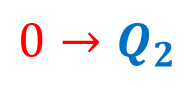 0 → Q₂